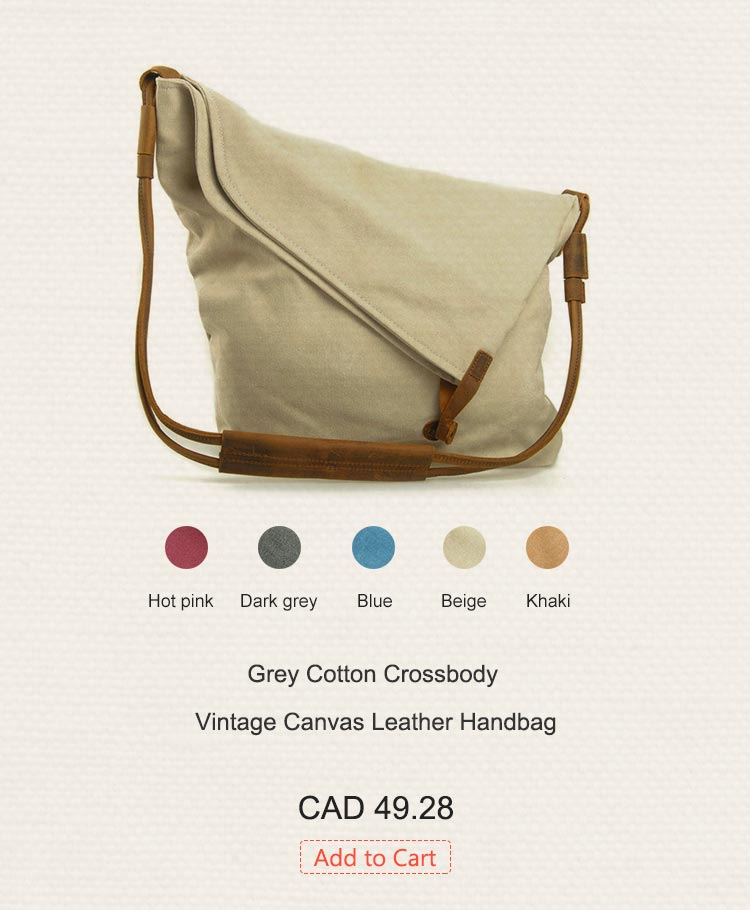 Hot pink Dark grey Blue Beige Khaki
Grey Cotton Crossbody
Vintage Canvas Leather Handbag
CAD 49.28
Add to Cart